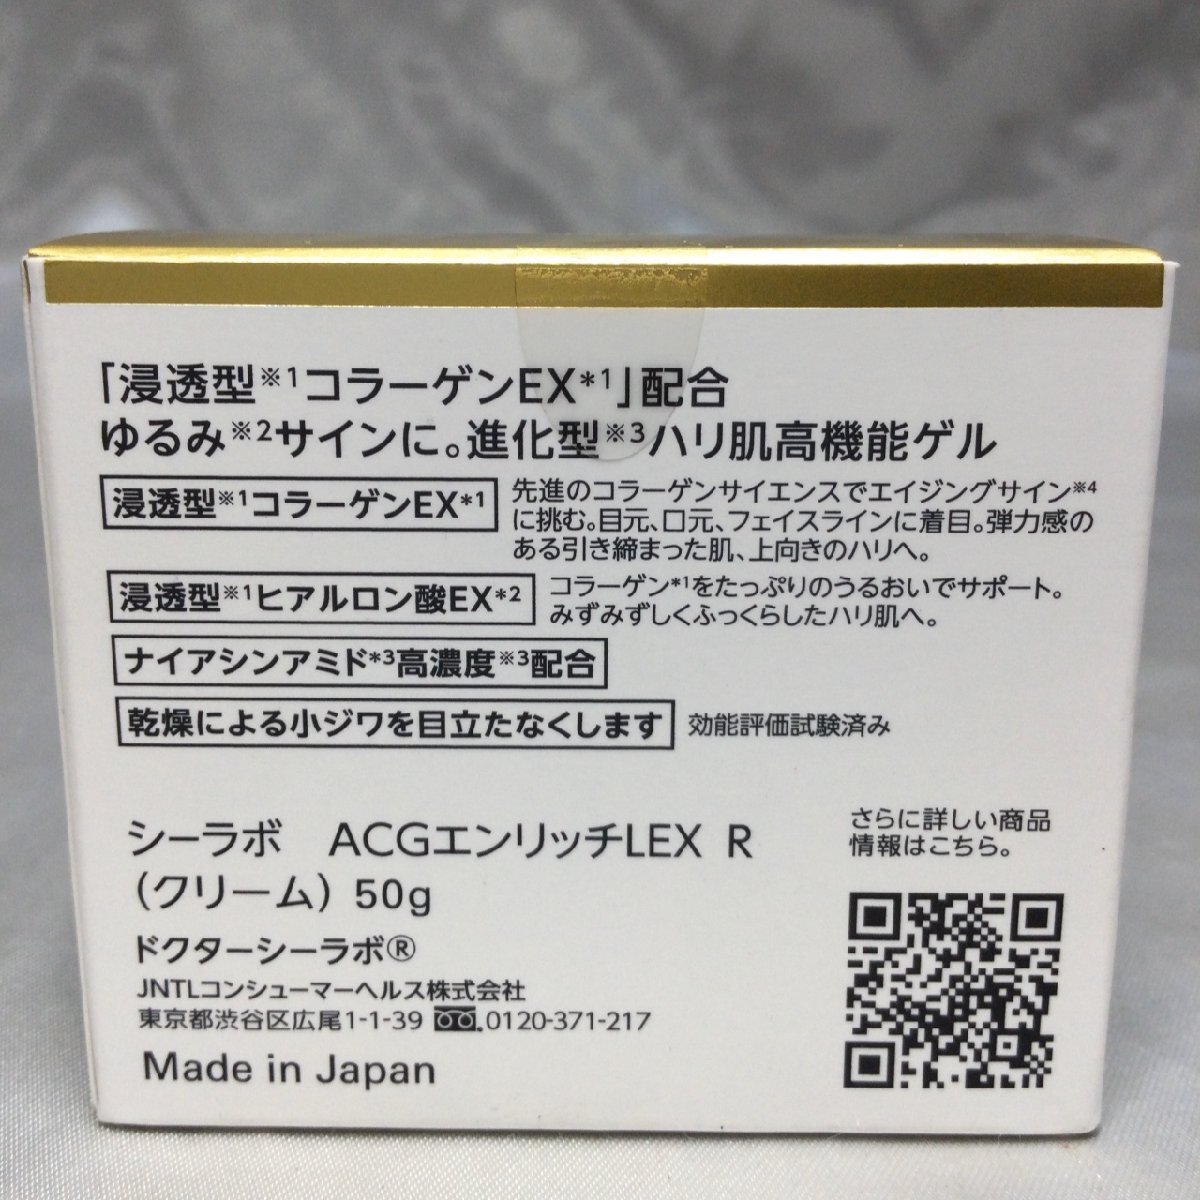 「浸透型※1コラーゲンEX*1」配合
ゆるみ※2サインに。進化型※3ハリ肌高機能ゲル
浸透型※1コラーゲンEX*1
先進のコラーゲンサイエンスでエイジングサイン※4
に挑む。目元、口元、フェイスラインに着目。弾力感の
ある引き締まった肌、上向きのハリへ。
浸透型※1ヒアルロン酸EX*2
コラーゲン*1をたっぷりのうるおいでサポート。
みずみずしくふっくらしたハリ肌へ。
ナイアシンアミド*3高濃度※3配合
乾燥による小ジワを目立たなくします
効能評価試験済み
シーラボ ACGエンリッチLEX R
(クリーム) 50g
さらに詳しい商品
情報はこちら。
ドクターシーラボ®
JNTLコンシューマーヘルス株式会社
東京都渋谷区広尾1-1-39 0120-371-217
Made in Japan